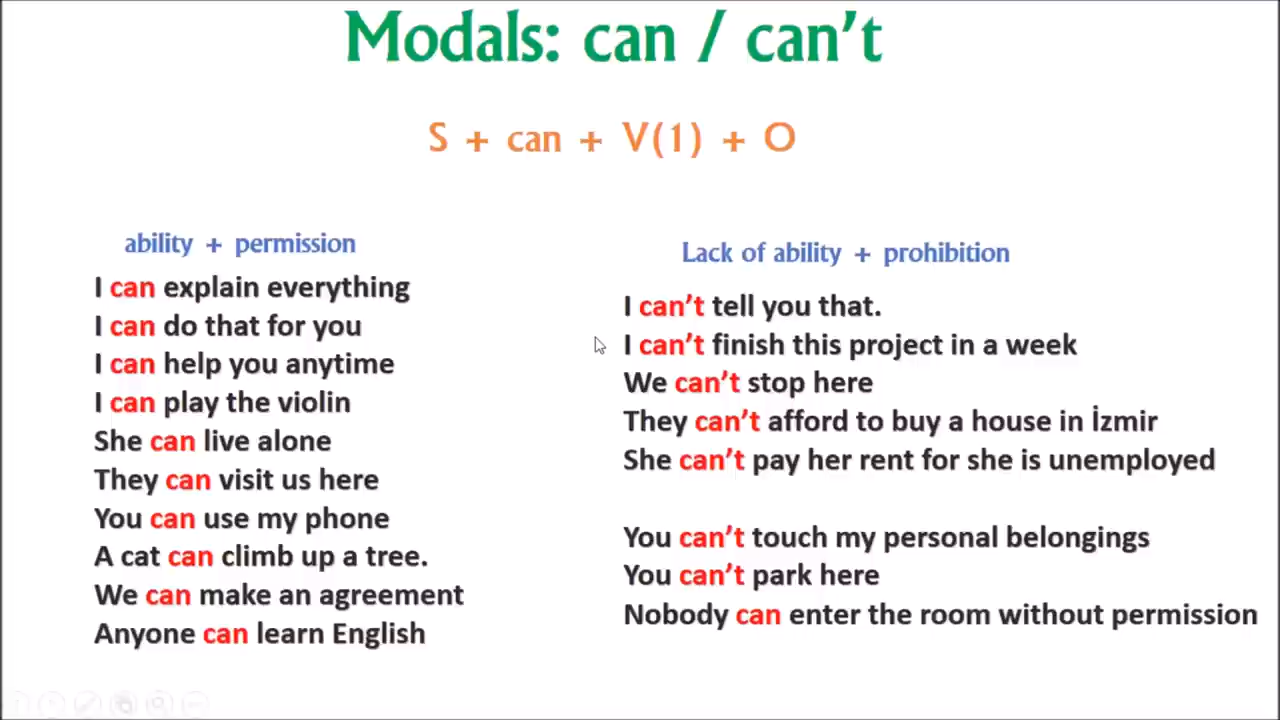 Modals: can / can’t
S + can + V(1) + O
ability + permission
I can explain everything
I can do that for you
I can help you anytime
I can play the violin
She can live alone
They can visit us here
You can use my phone
A cat can climb up a tree.
We can make an agreement
Anyone can learn English
Lack of ability + prohibition
I can’t tell you that.
I can’t finish this project in a week
We can’t stop here
They can’t afford to buy a house in İzmir
She can’t pay her rent for she is unemployed
You can’t touch my personal belongings
You can’t park here
Nobody can enter the room without permission